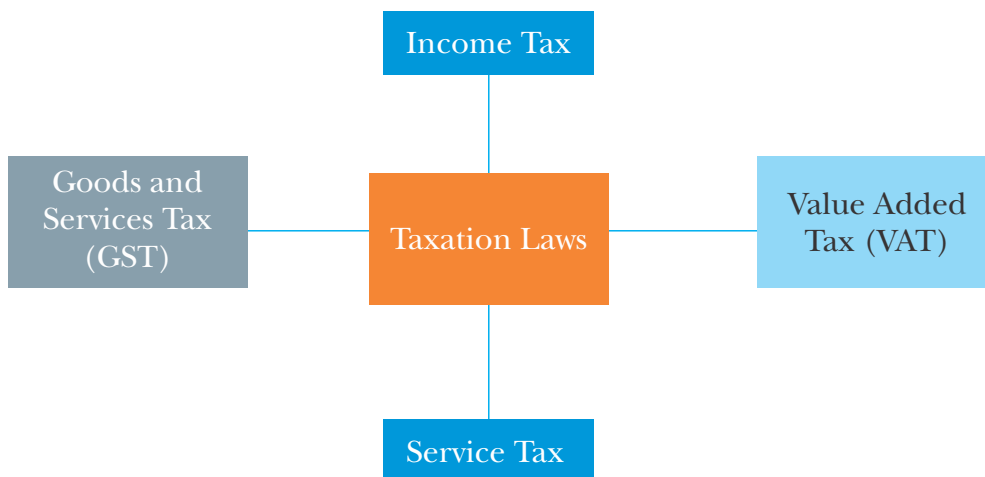 Income Tax
Goods and
Services Tax
(GST)
Taxation Laws
Value Added
Tax (VAT)
Service Tax